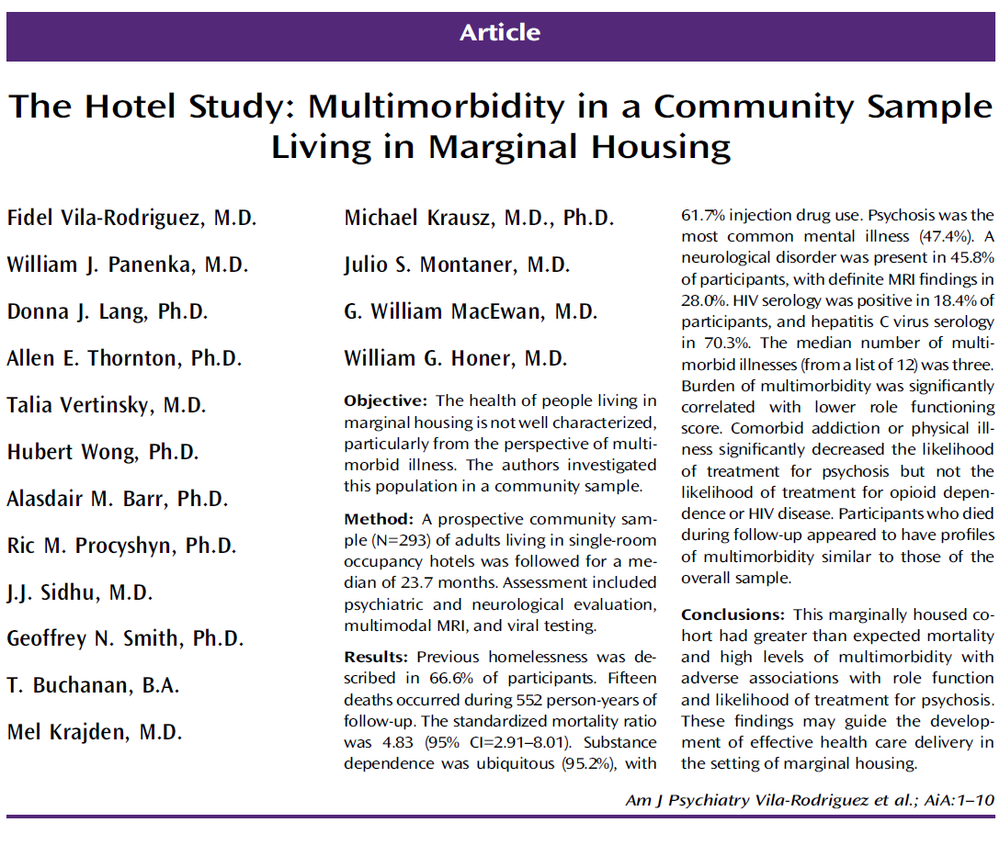 Article
The Hotel Study: Multimorbidity in a Community Sample
Living in Marginal Housing
Fidel Vila-Rodriguez, M.D.
William J. Panenka, M.D.
Donna J. Lang, Ph.D.
Allen E. Thornton, Ph.D.
Talia Vertinsky, M.D.
Hubert Wong, Ph.D.
Alasdair M. Barr, Ph.D.
Ric M. Procyshyn, Ph.D.
J.J. Sidhu, M.D.
Geoffrey N. Smith, Ph.D.
T. Buchanan, B.A.
Mel Krajden, M.D.
Michael Krausz, M.D., Ph.D.
Julio S. Montaner, M.D.
G. William MacEwan, M.D.
William G. Honer, M.D.
Objective: The health of people living in
marginal housing is not well characterized,
particularly from the perspective of multi-
morbid illness. The authors investigated
this population in a community sample.
Method: A prospective community sam-
ple (N=293) of adults living in single-room
occupancy hotels was followed for a me-
dian of 23.7 months. Assessment included
psychiatric and neurological evaluation,
multimodal MRI, and viral testing.
Results: Previous homelessness was de-
scribed in 66.6% of participants. Fifteen
deaths occurred during 552 person-years of
follow-up. The standardized mortality ratio
was 4.83 (95% CI=2.91–8.01). Substance
dependence was ubiquitous (95.2%), with
61.7% injection drug use. Psychosis was the
most common mental illness (47.4%). A
neurological disorder was present in 45.8%
of participants, with definite MRI findings in
28.0%. HIV serology was positive in 18.4% of
participants, and hepatitis C virus serology
in 70.3%. The median number of multi-
morbid illnesses (from a list of 12) was three.
Burden of multimorbidity was significantly
correlated with lower role functioning
score. Comorbid addiction or physical ill-
ness significantly decreased the likelihood
of treatment for psychosis but not the
likelihood of treatment for opioid depen-
dence or HIV disease. Participants who died
during follow-up appeared to have profiles
of multimorbidity similar to those of the
overall sample.
Conclusions: This marginally housed co-
hort had greater than expected mortality
and high levels of multimorbidity with
adverse associations with role function
and likelihood of treatment for psychosis.
These findings may guide the develop-
ment of effective health care delivery in
the setting of marginal housing.
Am J Psychiatry Vila-Rodriguez et al.; AiA:1–10